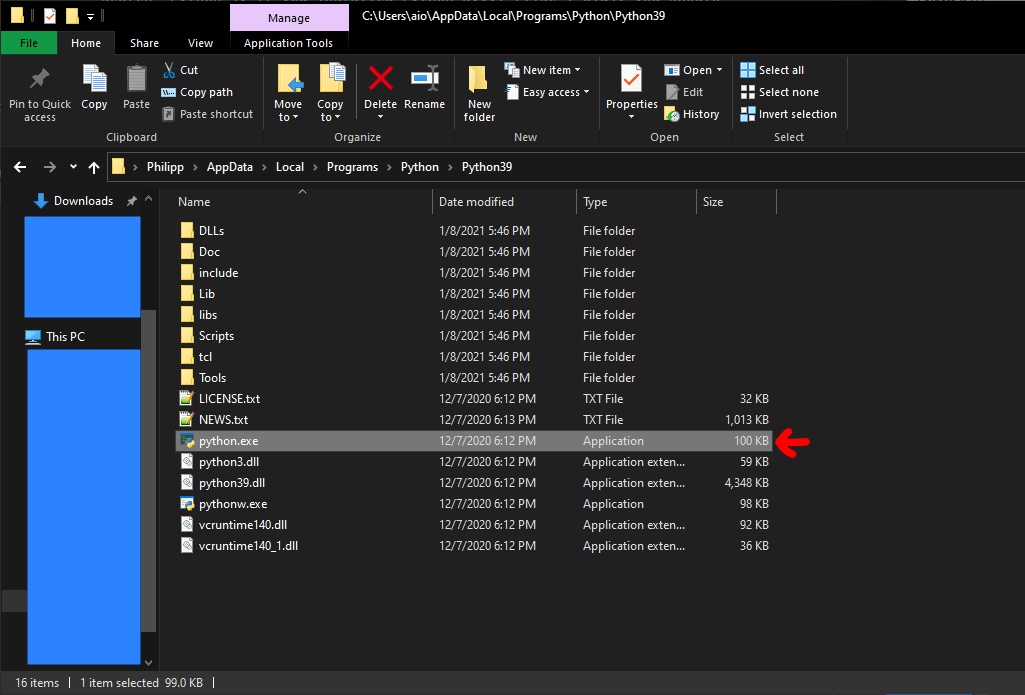 Manage C:\Users\aio\AppData\Local\Programs\Python\Python39
File Home Share View Application Tools
Pin to Quick access
Copy
Paste
Cut
Copy path
Paste shortcut
Clipboard
Move to
Copy to
Delete
Rename
Organize
New folder
New item
Easy access
New
Properties
Open
Edit
History
Open
Select all
Select none
Invert selection
Select
Philipp > AppData > Local > Programs > Python > Python39
Downloads
This PC
Name Date modified Type Size
DLLs 1/8/2021 5:46 PM File folder
Doc 1/8/2021 5:46 PM File folder
include 1/8/2021 5:46 PM File folder
Lib 1/8/2021 5:46 PM File folder
libs 1/8/2021 5:46 PM File folder
Scripts 1/8/2021 5:46 PM File folder
tcl 1/8/2021 5:46 PM File folder
Tools 1/8/2021 5:46 PM File folder
LICENSE.txt 12/7/2020 6:12 PM TXT File 32 KB
NEWS.txt 12/7/2020 6:13 PM TXT File 1,013 KB
python.exe 12/7/2020 6:12 PM Application 100 KB
python3.dll 12/7/2020 6:12 PM Application exten... 59 KB
python39.dll 12/7/2020 6:12 PM Application exten... 4,348 KB
pythonw.exe 12/7/2020 6:12 PM Application 98 KB
vcruntime140.dll 12/7/2020 6:12 PM Application exten... 92 KB
vcruntime140_1.dll 12/7/2020 6:12 PM Application exten... 36 KB
16 items | 1 item selected 99.0 KB |